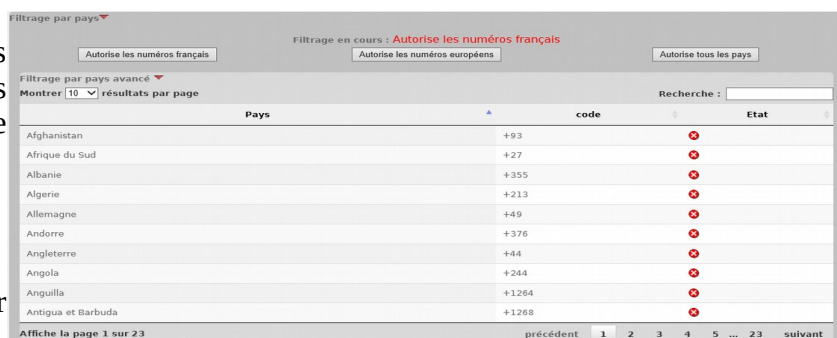 Filtrage par pays
Filtrage en cours : Autorise les numéros français
Autorise les numéros français Autorise les numéros européens Autorise tous les pays
s
Filtrage par pays avancé
s
Montrer 10 résultats par page Recherche :
e
Pays code Etat
Afghanistan +93
Afrique du Sud +27
Albanie +355
Algerie +213
Allemagne +49
Andorre +376
Angleterre +44
Angola +244
Anguilla +1264
r
Antigua et Barbuda +1268
Affiche la page 1 sur 23 précédent 1 2 3 4 5 ... 23 suivant